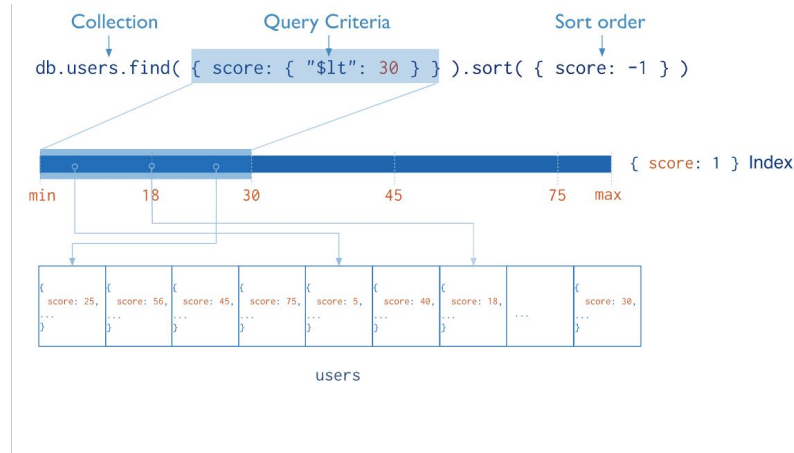 Collection Query Criteria Sort order
db.users.find( { score: { "$lt": 30 } } ).sort( { score: -1 } )
{ score: 1 } Index
min 18 30 45 75 max
{ { { { { { { {
score: 25, score: 56, score: 45, score: 75, score: 5, score: 40, score: 18, score: 30,
... ... ... ... ... ... ... ... ...
} } } } } } } }
users